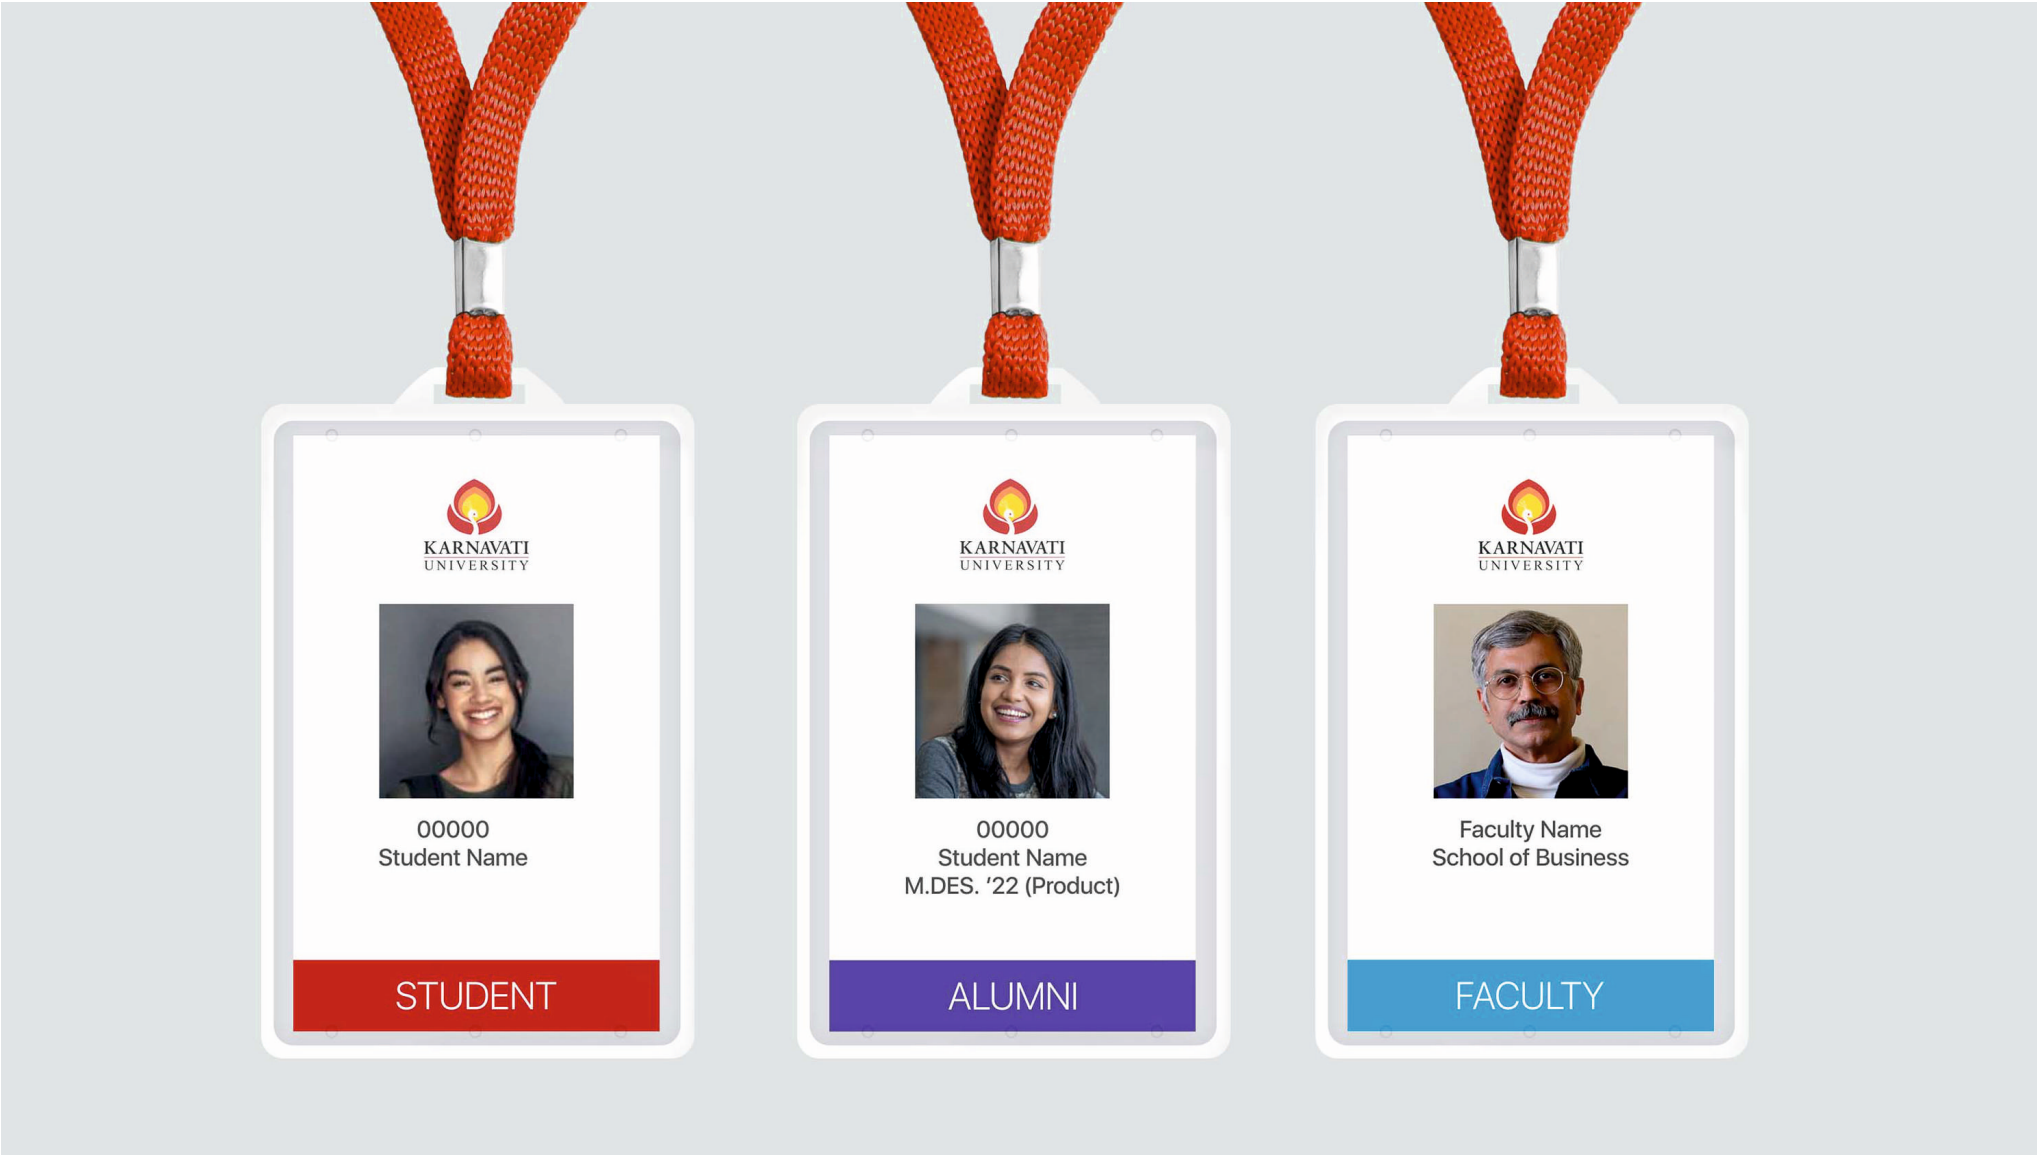 KARNAVATI
UNIVERSITY
00000
Student Name
STUDENT
KARNAVATI
UNIVERSITY
00000
Student Name
M.DES. ’22 (Product)
ALUMNI
KARNAVATI
UNIVERSITY
Faculty Name
School of Business
FACULTY